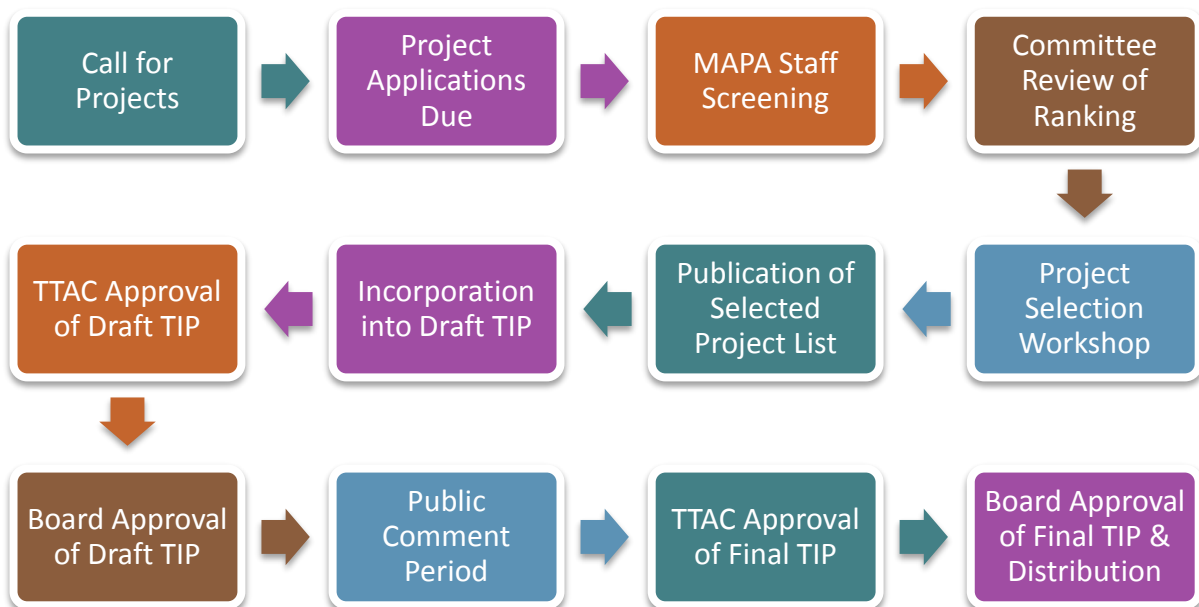 Call for
Projects
Project
Applications
Due
MAPA Staff
Screening
Committee
Review of
Ranking
Project
Selection
Workshop
Publication of
Selected
Project List
Incorporation
into Draft TIP
TTAC Approval
of Draft TIP
Board Approval
of Draft TIP
Public
Comment
Period
TTAC Approval
of Final TIP
Board Approval
of Final TIP &
Distribution